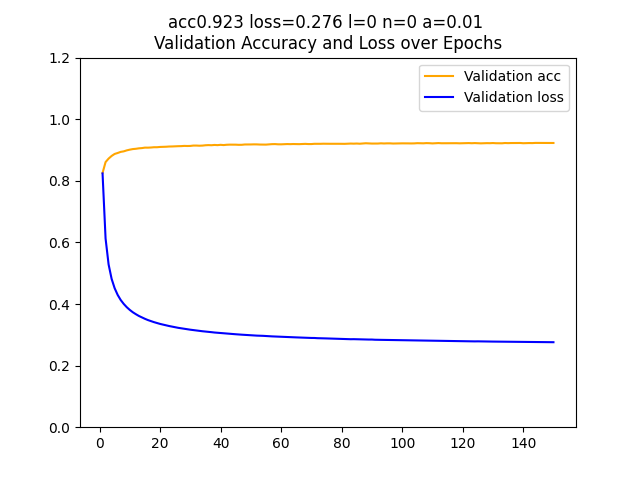 acc0.923 loss=0.276 l=0 n=0 a=0.01
Validation Accuracy and Loss over Epochs
Validation acc
Validation loss
1.2
1.0
0.8
0.6
0.4
0.2
0.0
0 20 40 60 80 100 120 140